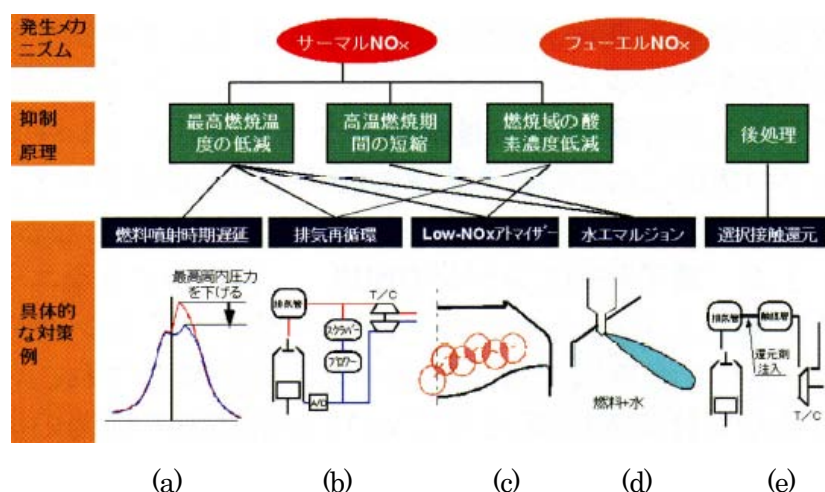 発生メカ
ニズム
サーマルNOx
フューエルNOx
抑制
原理
最高燃焼温
度の低減
高温燃焼期
間の短縮
燃焼域の酸
素濃度低減
後処理
燃料噴射時期遅延
排気再循環
Low-NOxアトマイザー
水エマルジョン
選択接触還元
具体的
な対策
例
最高筒内圧力
を下げる
排気管
T/C
スクラバー
ブロワー
A/C
燃料+水
排気管
触媒管
還元剤
注入
T/C
(a)
(b)
(c)
(d)
(e)